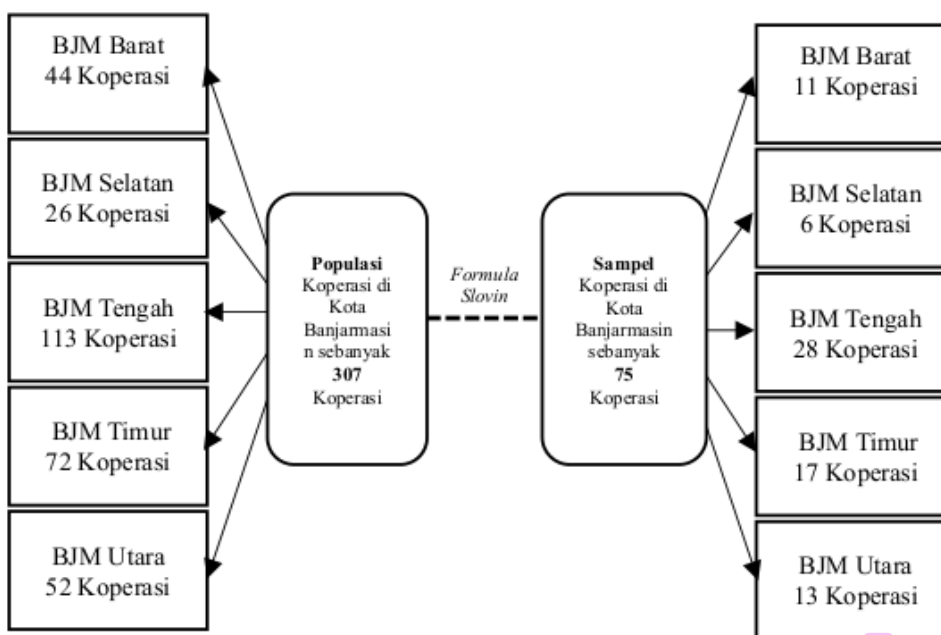 BJM Barat
44 Koperasi
BJM Selatan
26 Koperasi
BJM Tengah
113 Koperasi
BJM Timur
72 Koperasi
BJM Utara
52 Koperasi
Populasi
Koperasi di
Kota
Banjarmasi
n sebanyak
307
Koperasi
Formula
Slovin
Sampel
Koperasi di
Kota
Banjarmasin
sebanyak
75
Koperasi
BJM Barat
11 Koperasi
BJM Selatan
6 Koperasi
BJM Tengah
28 Koperasi
BJM Timur
17 Koperasi
BJM Utara
13 Koperasi